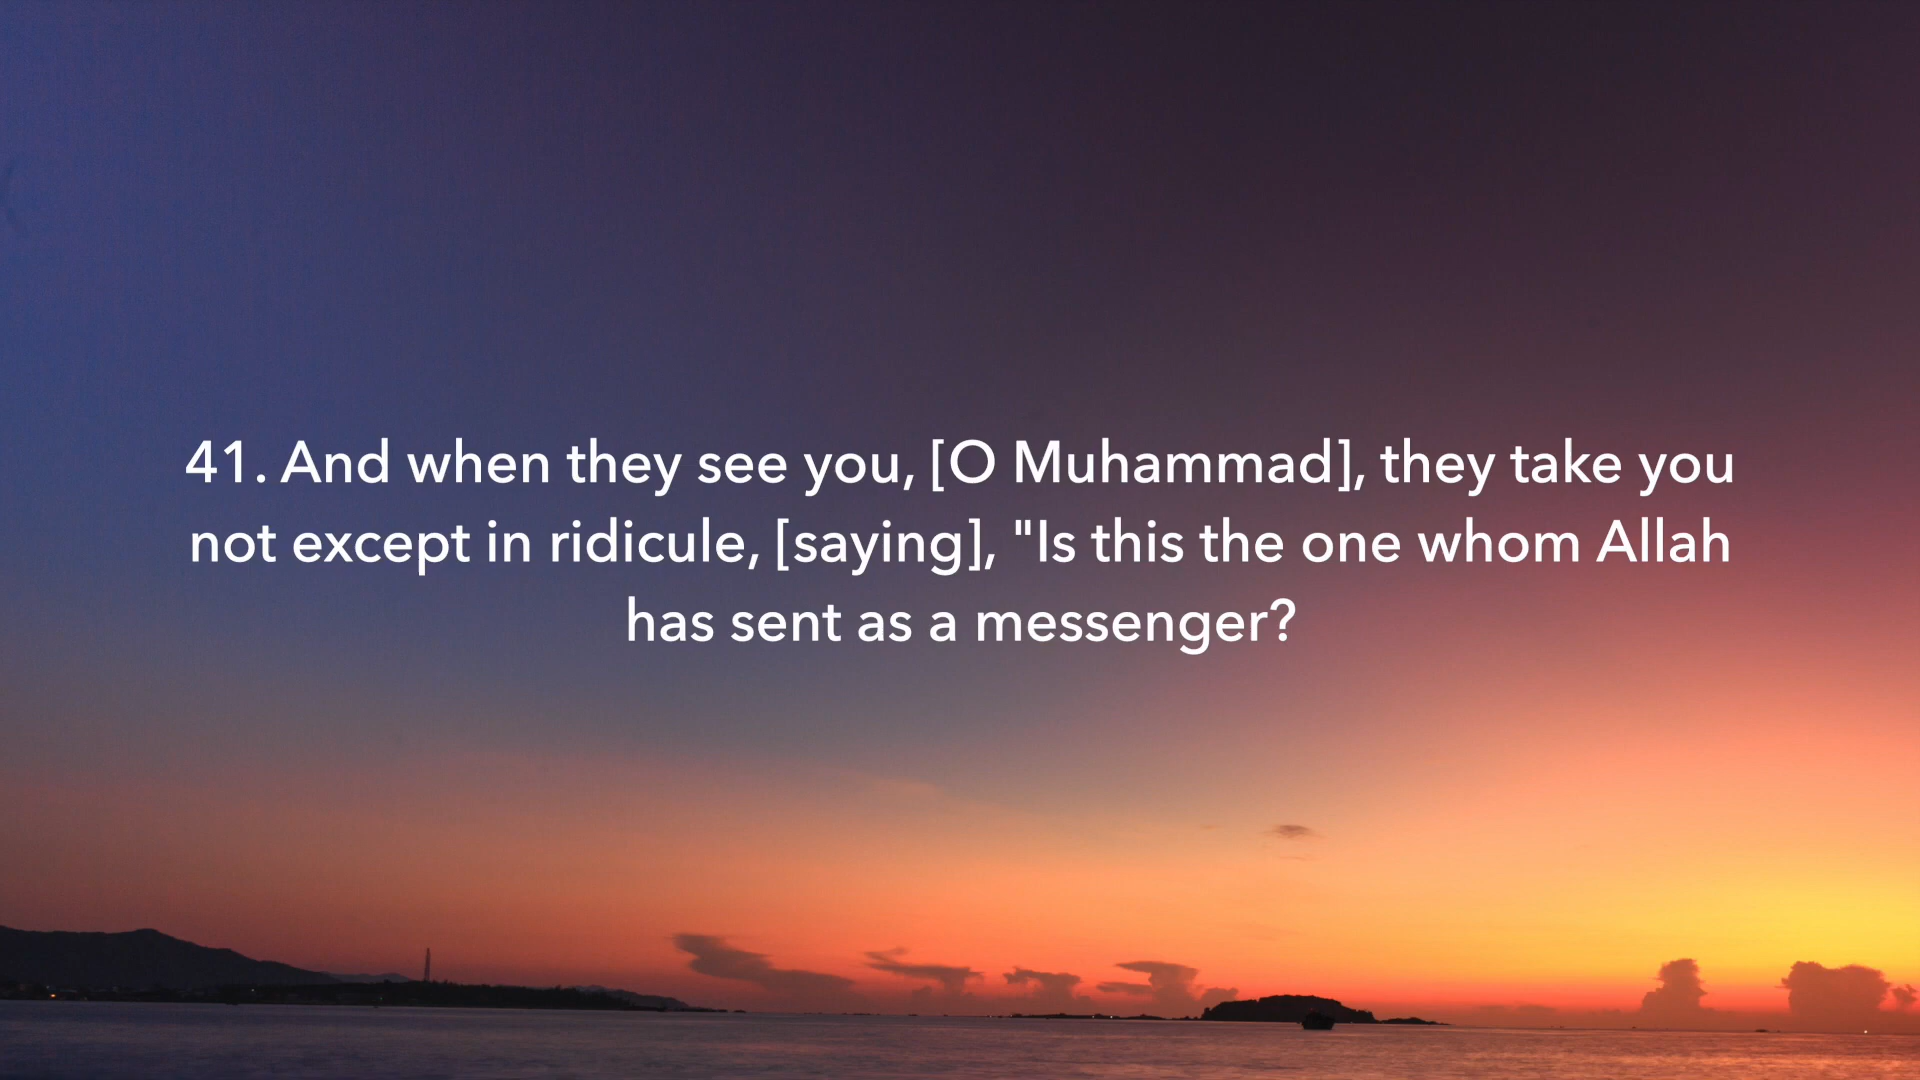 41. And when they see you, [O Muhammad], they take you
not except in ridicule, [saying], "Is this the one whom Allah
has sent as a messenger?